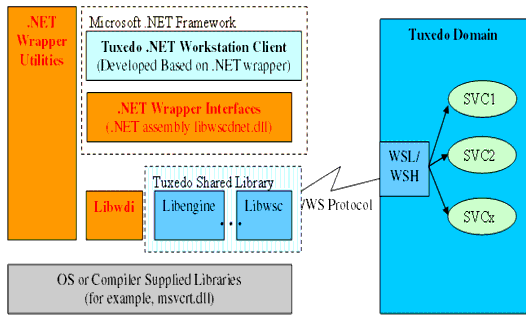 .NET
Wrapper
Utilities
Microsoft .NET Framework
Tuxedo .NET Workstation Client
(Developed Based on .NET wrapper)
.NET Wrapper Interfaces
(.NET assembly libwscdnet.dll)
Tuxedo Shared Library
Libwdi
Libengine
...
Libwsc
/WS Protocol
OS or Compiler Supplied Libraries
(for example, msvcrt.dll)
Tuxedo Domain
WSL/
WSH
SVC1
SVC2
SVCx